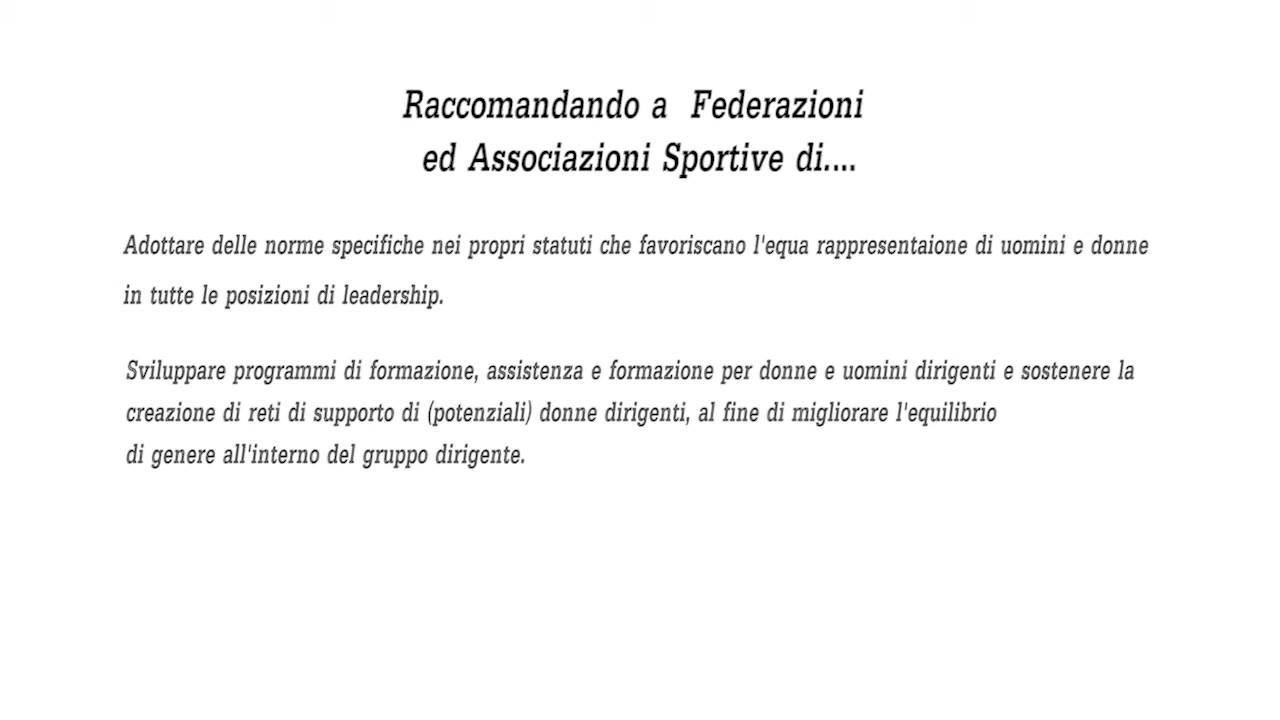 Raccomandando a Federazioni
ed Associazioni Sportive di....
Adottare delle norme specifiche nei propri statuti che favoriscano l'equa rappresentaione di uomini e donne
in tutte le posizioni di leadership.
Sviluppare programmi di formazione, assistenza e formazione per donne e uomini dirigenti e sostenere la
creazione di reti di supporto di (potenziali) donne dirigenti, al fine di migliorare l'equilibrio
di genere all'interno del gruppo dirigente.